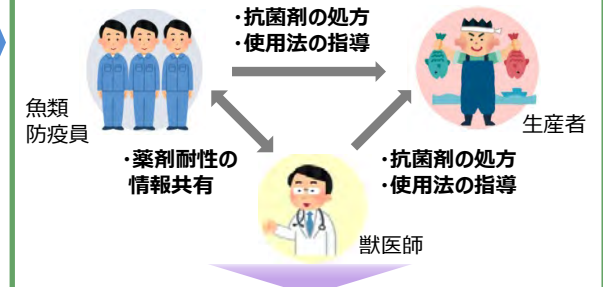 ・抗菌剤の処方
・使用法の指導
魚類
防疫員
生産者
・薬剤耐性の
情報共有
・抗菌剤の処方
・使用法の指導
獣医師